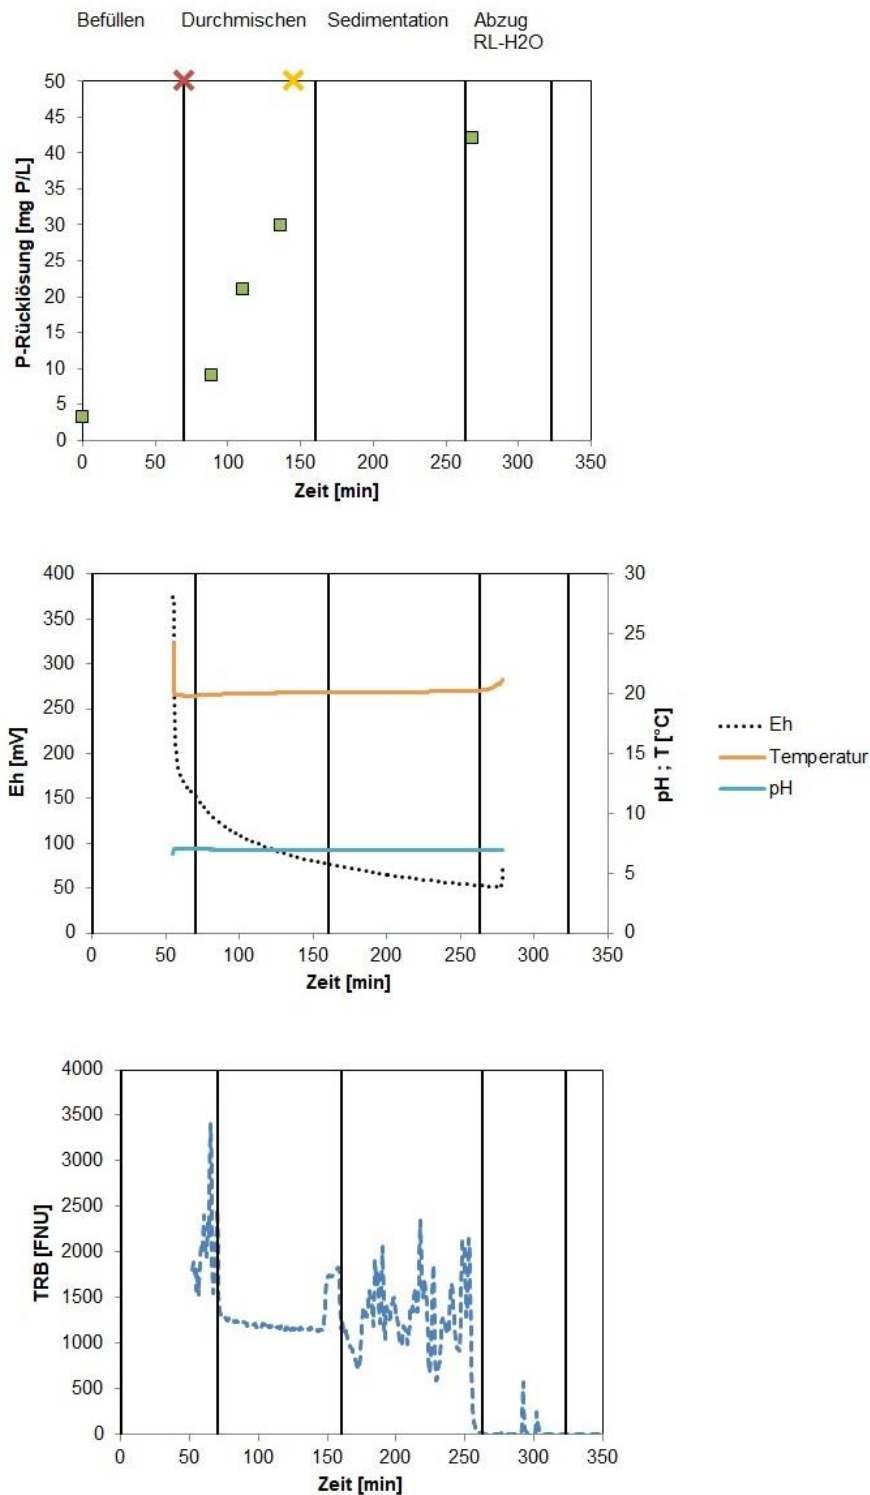 Befüllen Durchmischen Sedimentation Abzug
RL-H2O
50
45
40
35
30
25
20
15
10
5
0
P-Rücklösung [mg P/L]
0 50 100 150 200 250 300 350
Zeit [min]
400 30
350
25
300
250 20
200 15
150
10
100
50 5
0 0
Eh [mV]
pH ; T [°C]
Eh
Temperatur
pH
0 50 100 150 200 250 300 350
Zeit [min]
4000
3500
3000
2500
2000
1500
1000
500
0
TRB [FNU]
0 50 100 150 200 250 300 350
Zeit [min]